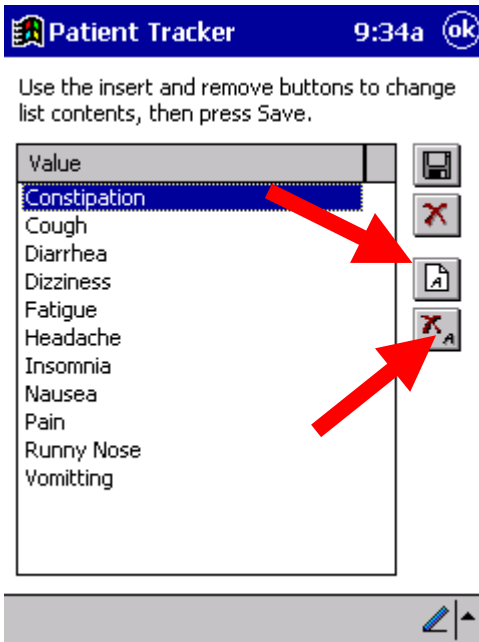 Patient Tracker 9:34a ok
Use the insert and remove buttons to change
list contents, then press Save.
Value
Constipation
Cough
Diarrhea
Dizziness
Fatigue
Headache
Insomnia
Nausea
Pain
Runny Nose
Vomitting
A
A